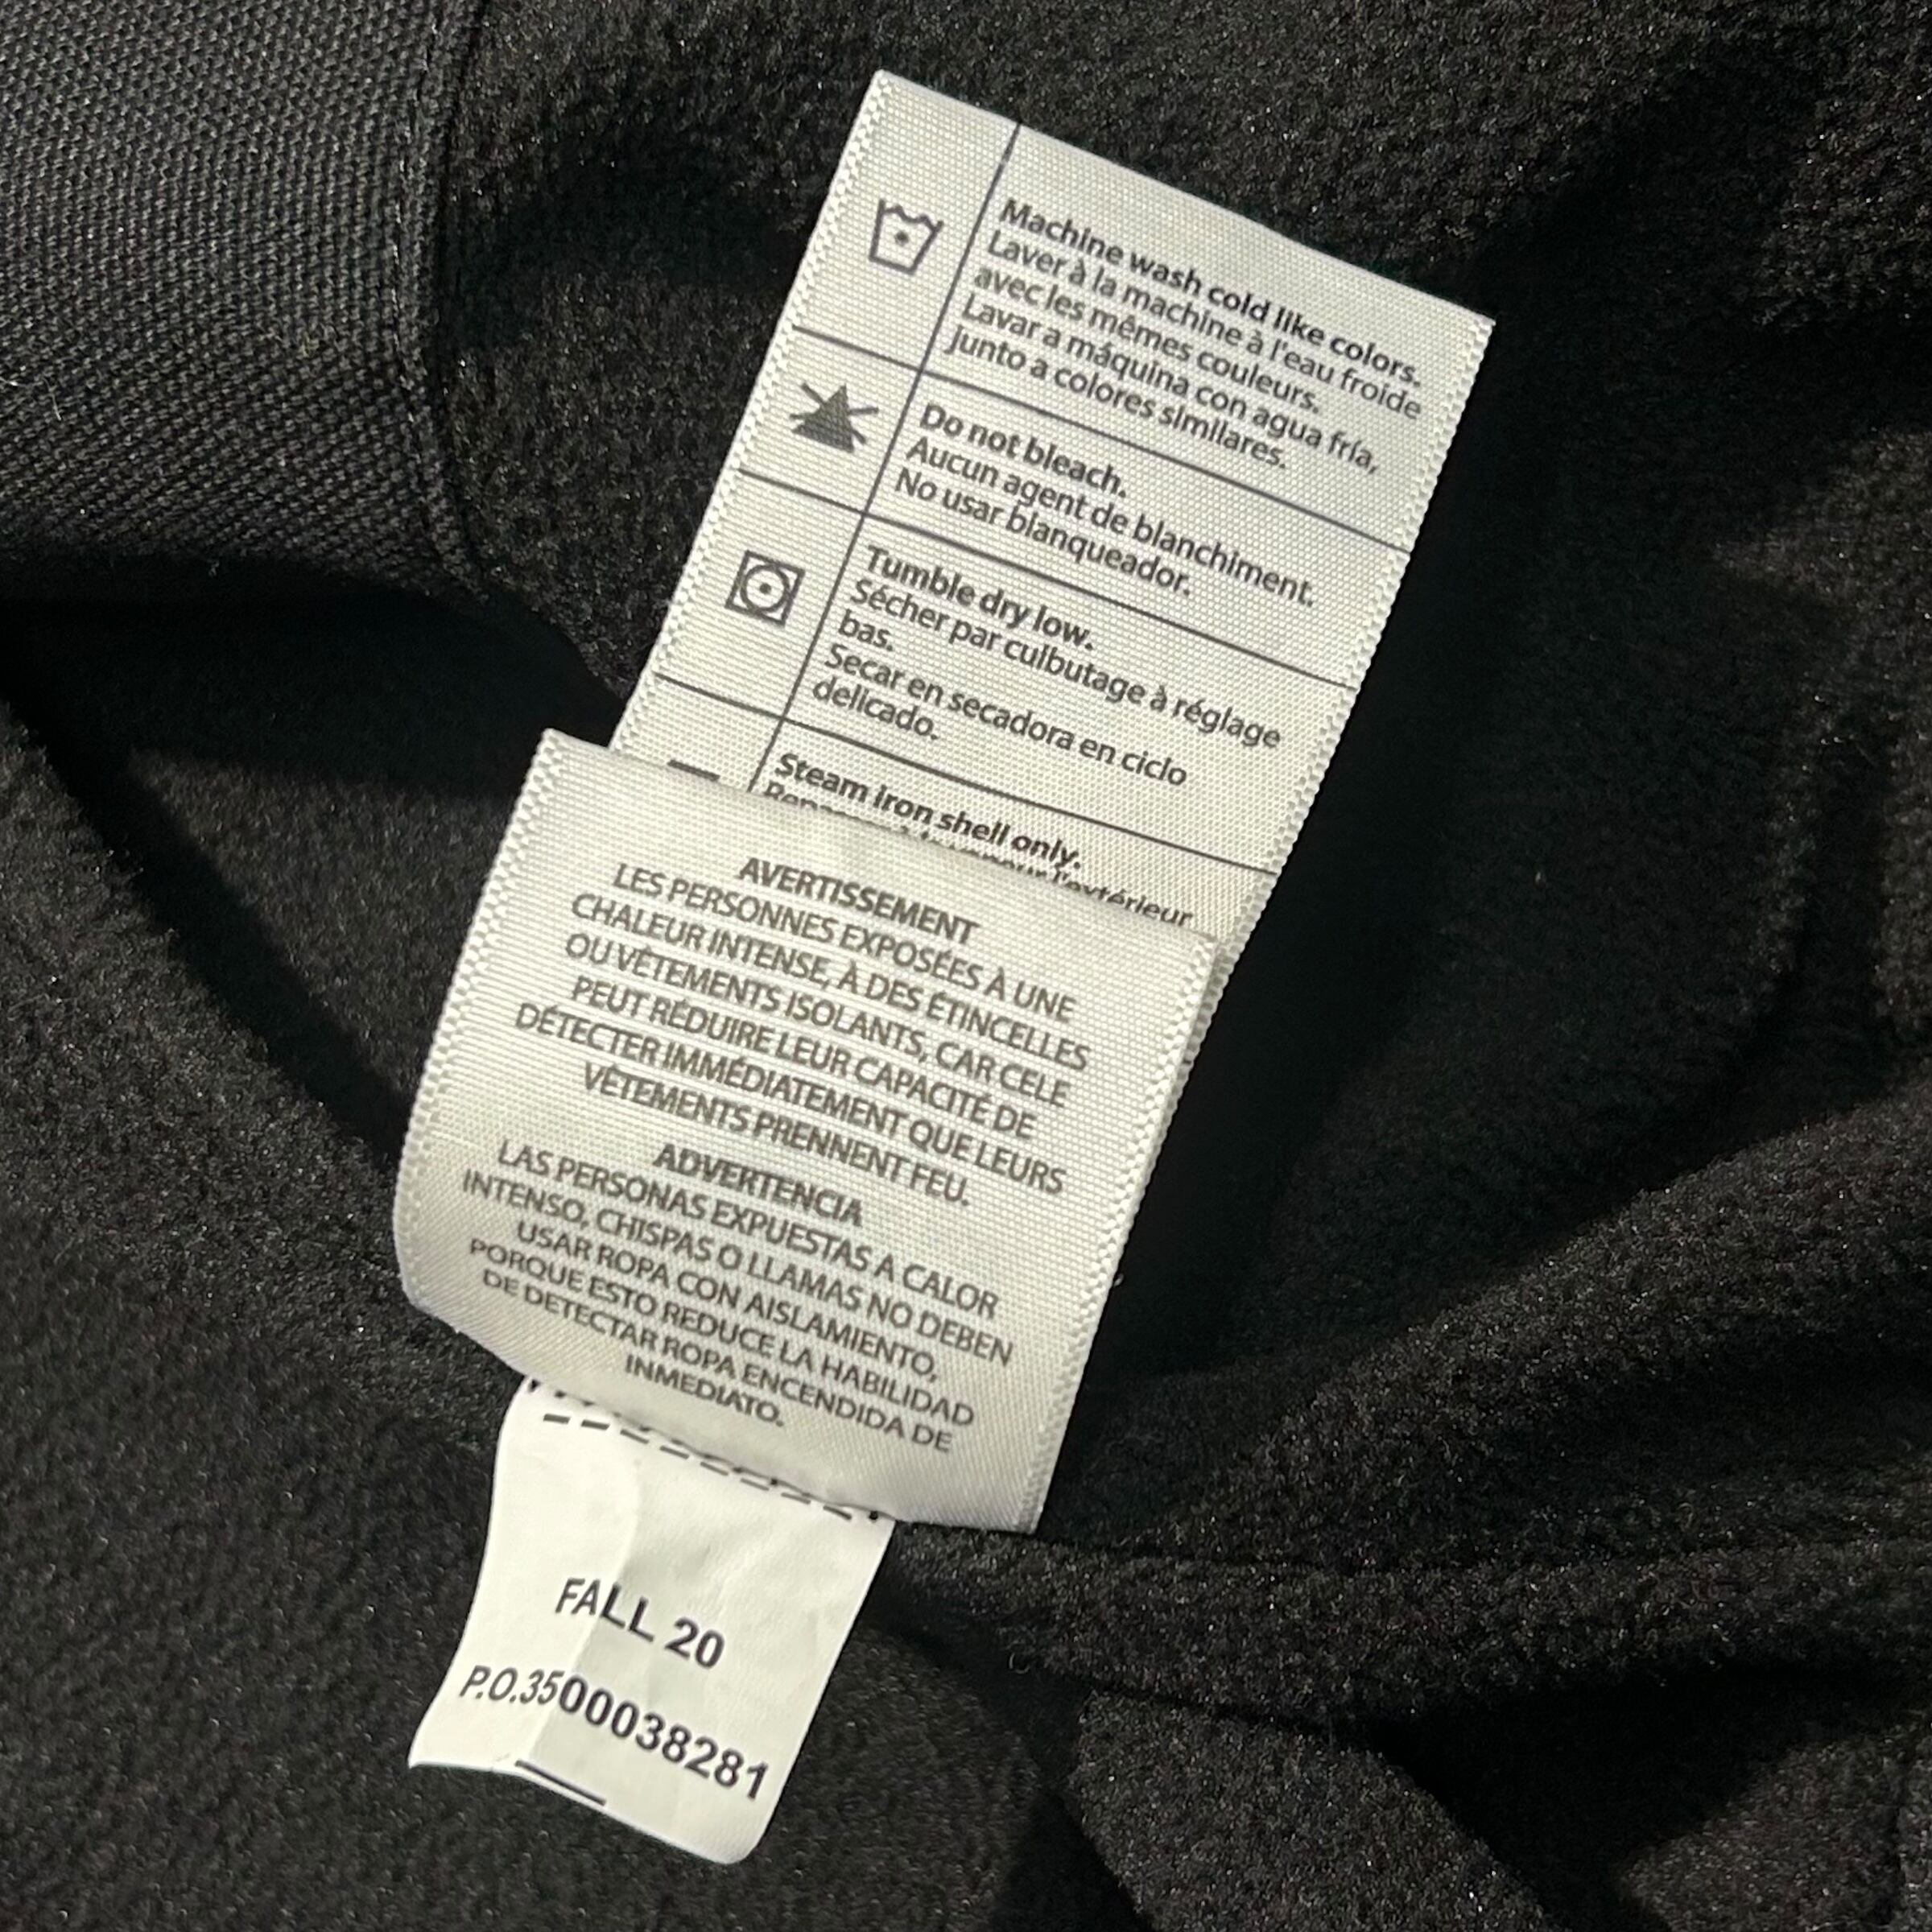 Machine wash cold like colors.
Laver à la machine à l'eau froide
avec les mêmes couleurs.
Lavar a máquina con agua fría,
junto a colores similares.
Do not bleach.
Aucun agent de blanchiment.
No usar blanqueador.
Tumble dry low.
Sécher par culbutage à réglage
bas.
Secar en secadora en ciclo
delicado.
Steam iron shell only.
l'extérieur
AVERTISSEMENT
LES PERSONNES EXPOSÉES À UNE
CHALEUR INTENSE, À DES ÉTINCELLES
OU VÊTEMENTS ISOLANTS, CAR CELE
PEUT RÉDUIRE LEUR CAPACITÉ DE
DÉTECTER IMMÉDIATEMENT QUE LEURS
VÊTEMENTS PRENNENT FEU.
ADVERTENCIA
LAS PERSONAS EXPUESTAS A CALOR
INTENSO, CHISPAS O LLAMAS NO DEBEN
USAR ROPA CON AISLAMIENTO,
PORQUE ESTO REDUCE LA HABILIDAD
DE DETECTAR ROPA ENCENDIDA DE
INMEDIATO.
FALL 20
P.O.3500038281